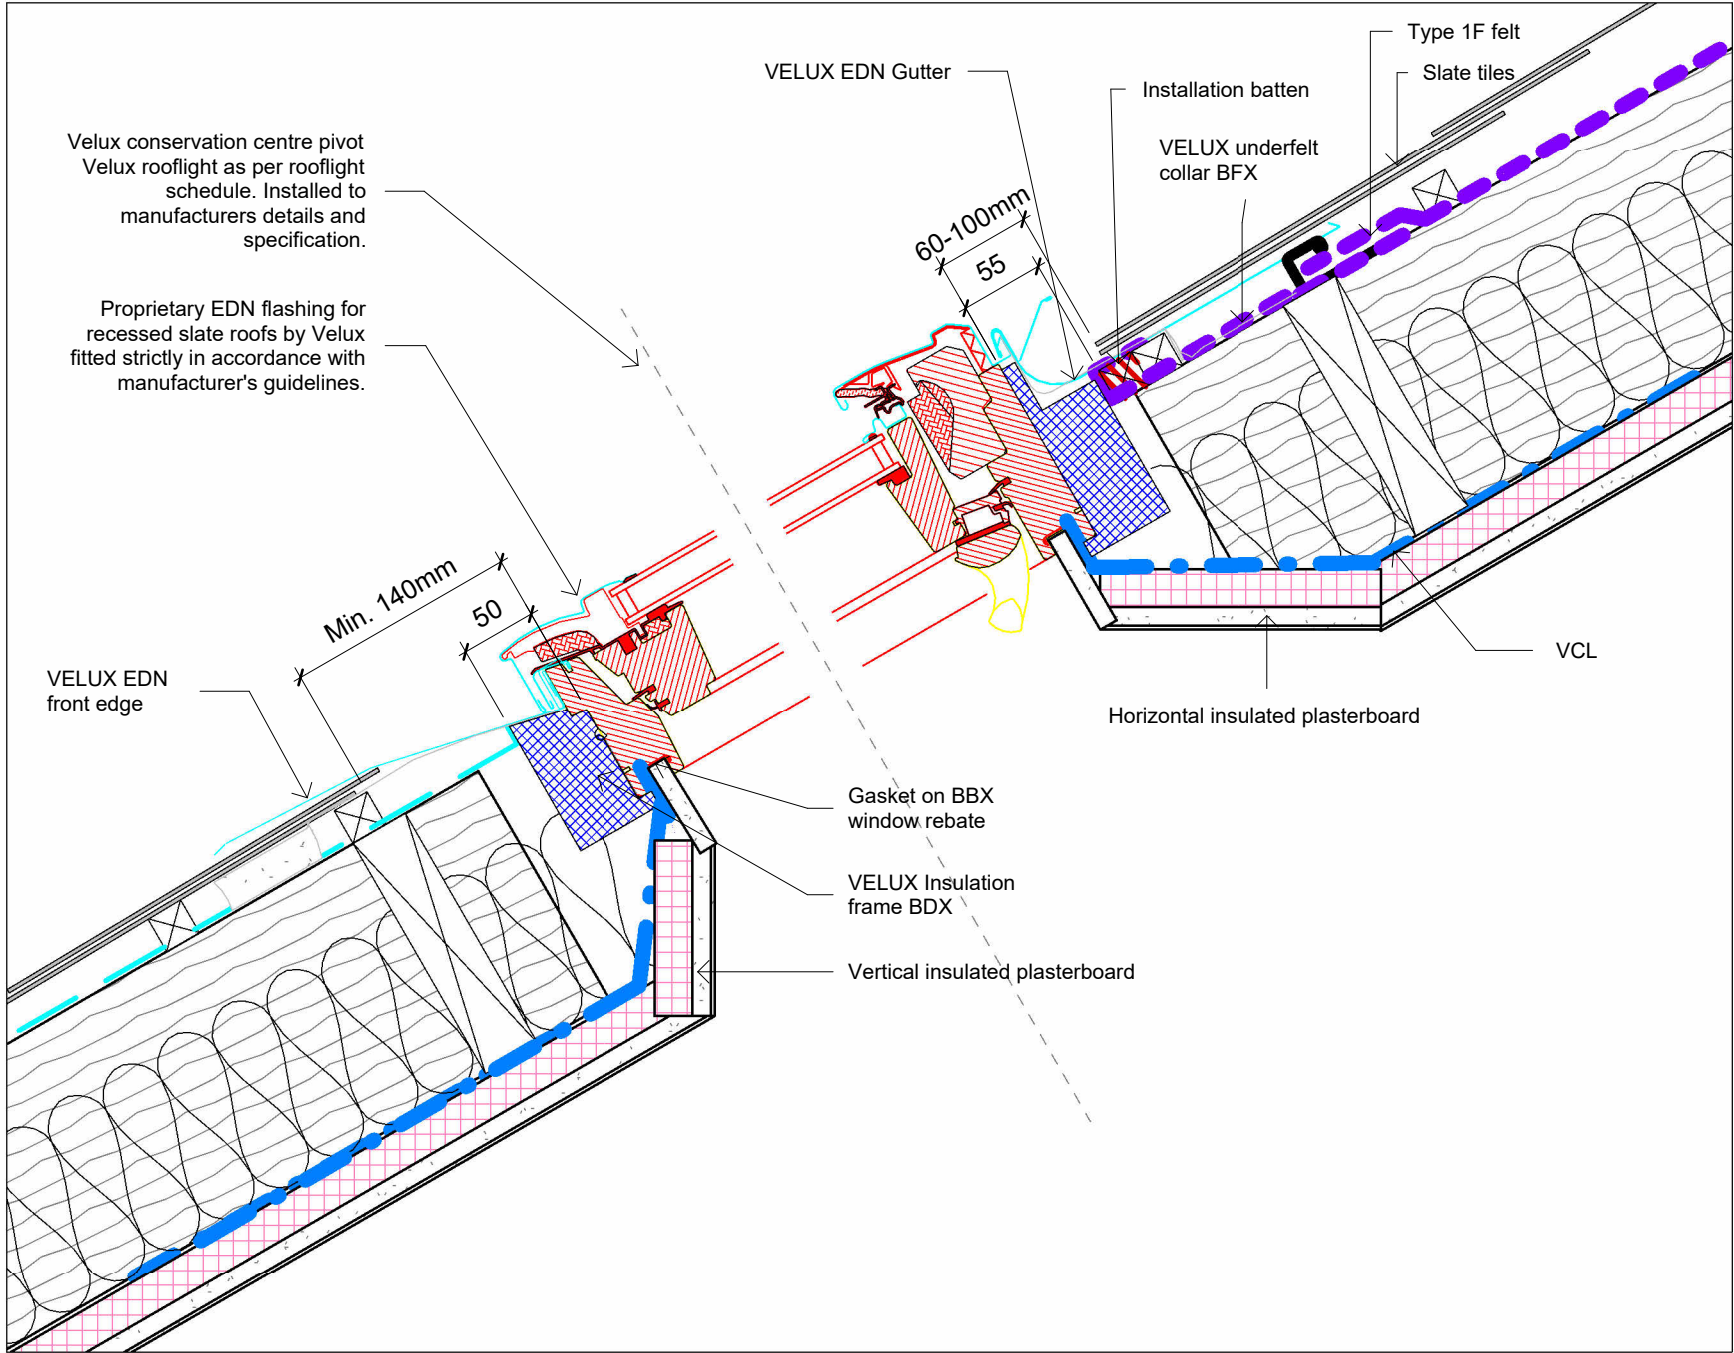 Type 1F felt
VELUX EDN Gutter
Slate tiles
Installation batten
Velux conservation centre pivot
Velux rooflight as per rooflight
schedule. Installed to
manufacturers details and
specification.
VELUX underfelt
collar BFX
60-100mm
55
Proprietary EDN flashing for
recessed slate roofs by Velux
fitted strictly in accordance with
manufacturer's guidelines.
Min. 140mm
50
VELUX EDN
front edge
VCL
Horizontal insulated plasterboard
Gasket on BBX
window rebate
VELUX Insulation
frame BDX
Vertical insulated plasterboard